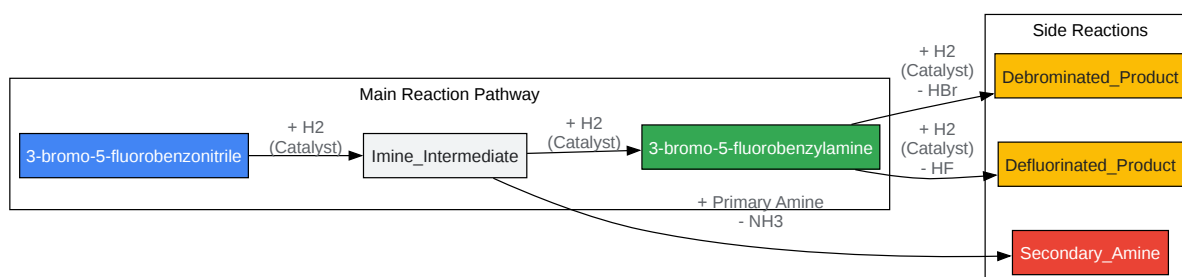 Side Reactions
+ H2
(Catalyst)
- HBr
Debrominated_Product
Main Reaction Pathway
+ H2
(Catalyst)
+ H2
(Catalyst)
+ H2
(Catalyst)
- HF
3-bromo-5-fluorobenzonitrile
Imine_Intermediate
3-bromo-5-fluorobenzylamine
Defluorinated_Product
+ Primary Amine
- NH3
Secondary_Amine